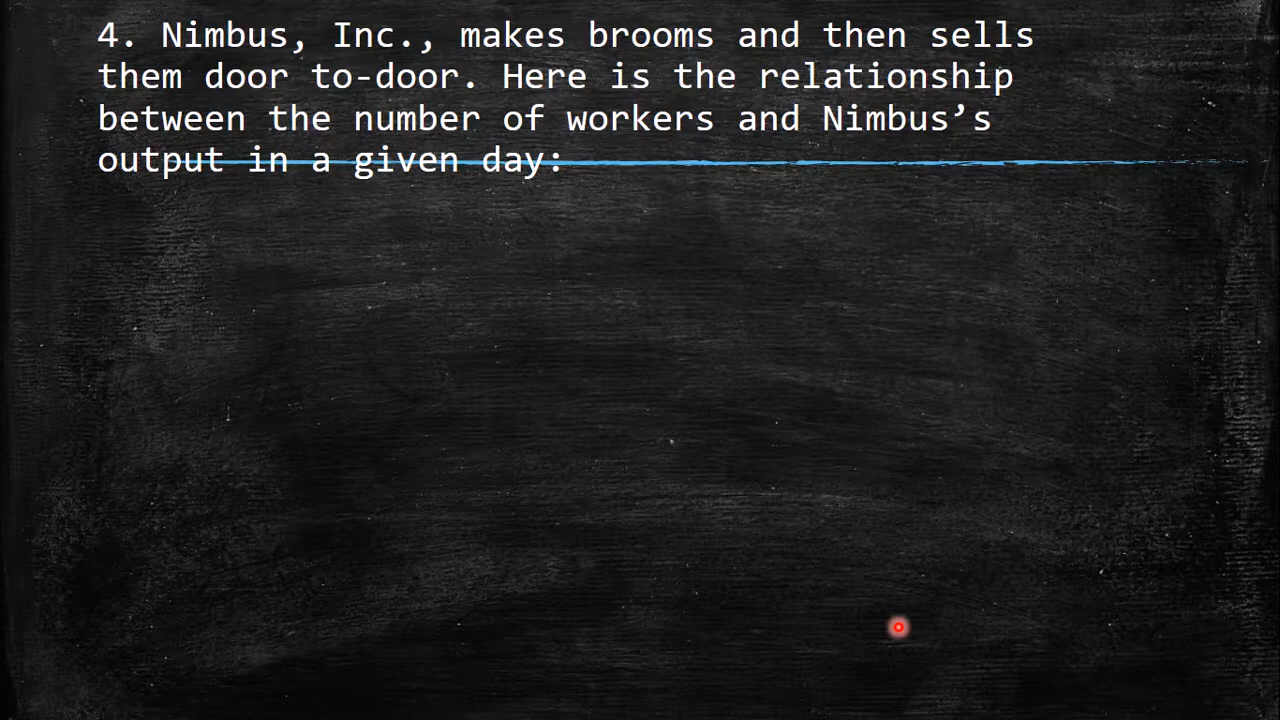 4. Nimbus, Inc., makes brooms and then sells
them door to-door. Here is the relationship
between the number of workers and Nimbus’s
output in a given day: